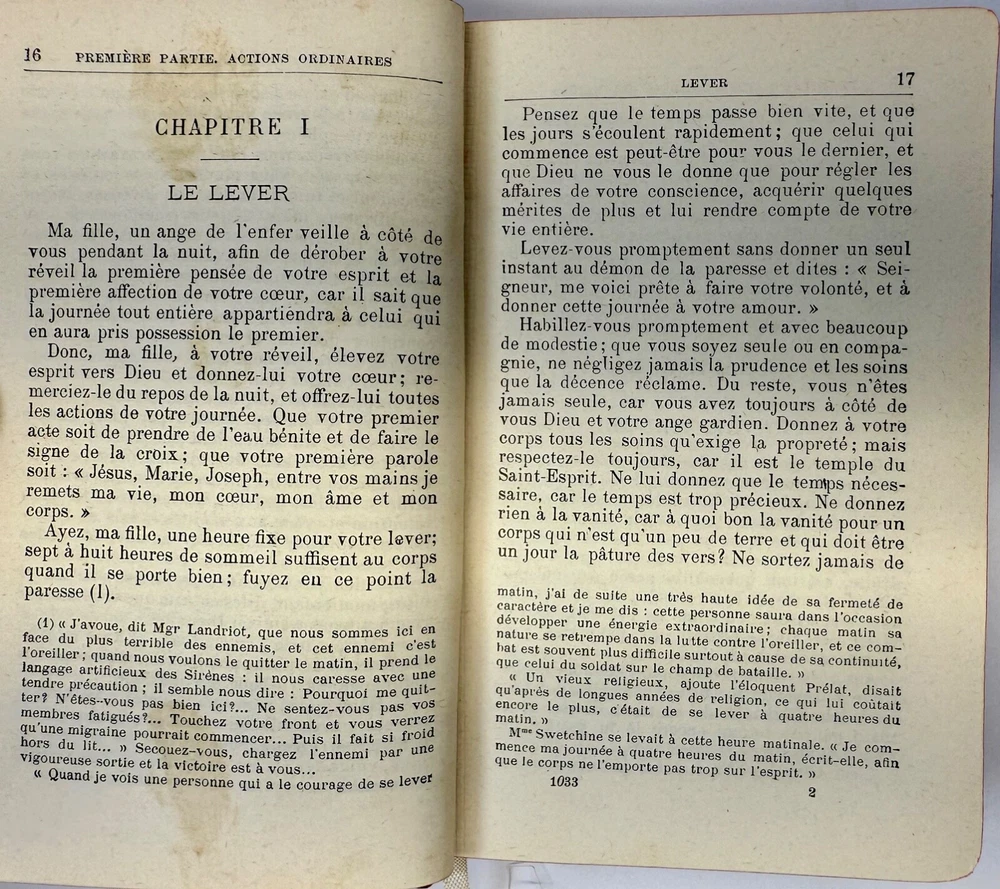 16 PREMIÈRE PARTIE. ACTIONS ORDINAIRES
CHAPITRE I
LE LEVER
Ma fille, un ange de l'enfer veille à côté de
vous pendant la nuit, afin de dérober à votre
réveil la première pensée de votre esprit et la
première affection de votre cœur, car il sait que
la journée tout entière appartiendra à celui qui
en aura pris possession le premier.
Donc, ma fille, à votre réveil, élevez votre
esprit vers Dieu et donnez-lui votre cœur; re-
merciez-le du repos de la nuit, et offrez-lui toutes
les actions de votre journée. Que votre premier
acte soit de prendre de l'eau bénite et de faire le
signe de la croix; que votre première parole
soit : « Jésus, Marie, Joseph, entre vos mains je
remets ma vie, mon cœur, mon âme et mon
corps. »
Ayez, ma fille, une heure fixe pour votre lever;
sept à huit heures de sommeil suffisent au corps
quand il se porte bien; fuyez en ce point la
paresse (1).
(1) « J'avoue, dit Mgr Landriot, que nous sommes ici en
face du plus terrible des ennemis, et cet ennemi c'est
l'oreiller; quand nous voulons le quitter le matin, il prend le
langage artificieux des Sirènes : il nous caresse avec une
tendre précaution; il semble nous dire : Pourquoi me quit-
ter? N'êtes-vous pas bien ici?... Ne sentez-vous pas vos
membres fatigués?... Touchez votre front et vous verrez
qu'une migraine pourrait commencer... Puis il fait si froid
hors du lit... » Secouez-vous, chargez l'ennemi par une
vigoureuse sortie et la victoire est à vous...
« Quand je vois une personne qui a le courage de se lever
LEVER 17
Pensez que le temps passe bien vite, et que
les jours s'écoulent rapidement; que celui qui
commence est peut-être pour vous le dernier, et
que Dieu ne vous le donne que pour régler les
affaires de votre conscience, acquérir quelques
mérites de plus et lui rendre compte de votre
vie entière.
Levez-vous promptement sans donner un seul
instant au démon de la paresse et dites : « Sei-
gneur, me voici prête à faire votre volonté, et à
donner cette journée à votre amour. »
Habillez-vous promptement et avec beaucoup
de modestie; que vous soyez seule ou en compa-
gnie, ne négligez jamais la prudence et les soins
que la décence réclame. Du reste, vous n'êtes
jamais seule, car vous avez toujours à côté de
vous Dieu et votre ange gardien. Donnez à votre
corps tous les soins qu'exige la propreté; mais
respectez-le toujours, car il est le temple du
Saint-Esprit. Ne lui donnez que le temps néces-
saire, car le temps est trop précieux. Ne donnez
rien à la vanité, car à quoi bon la vanité pour un
corps qui n'est qu'un peu de terre et qui doit être
un jour la pâture des vers? Ne sortez jamais de
matin, j'ai de suite une très haute idée de sa fermeté de
caractère et je me dis : cette personne saura dans l'occasion
développer une énergie extraordinaire; chaque matin sa
nature se retrempe dans la lutte contre l'oreiller, et ce com-
bat est souvent plus difficile surtout à cause de sa continuité,
que celui du soldat sur le champ de bataille. »
« Un vieux religieux, ajoute l'éloquent Prélat, disait
qu'après de longues années de religion, ce qui lui coûtait
encore le plus, c'était de se lever à quatre heures du
matin. »
Mme Swetchine se levait à cette heure matinale. « Je com-
mence ma journée à quatre heures du matin, écrit-elle, afin
que le corps ne l'emporte pas trop sur l'esprit. »
1033 2